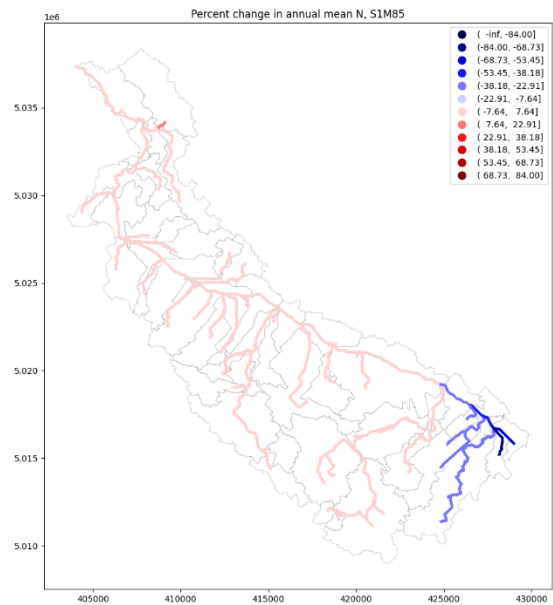 Percent change in annual mean N, S1M85
1e6
( -inf, -84.00]
(-84.00, -68.73]
(-68.73, -53.45]
(-53.45, -38.18]
(-38.18, -22.91]
(-22.91, -7.64]
( -7.64, 7.64]
( 7.64, 22.91]
( 22.91, 38.18]
( 38.18, 53.45]
( 53.45, 68.73]
( 68.73, 84.00]
5.035
5.030
5.025
5.020
5.015
5.010
405000 410000 415000 420000 425000 430000